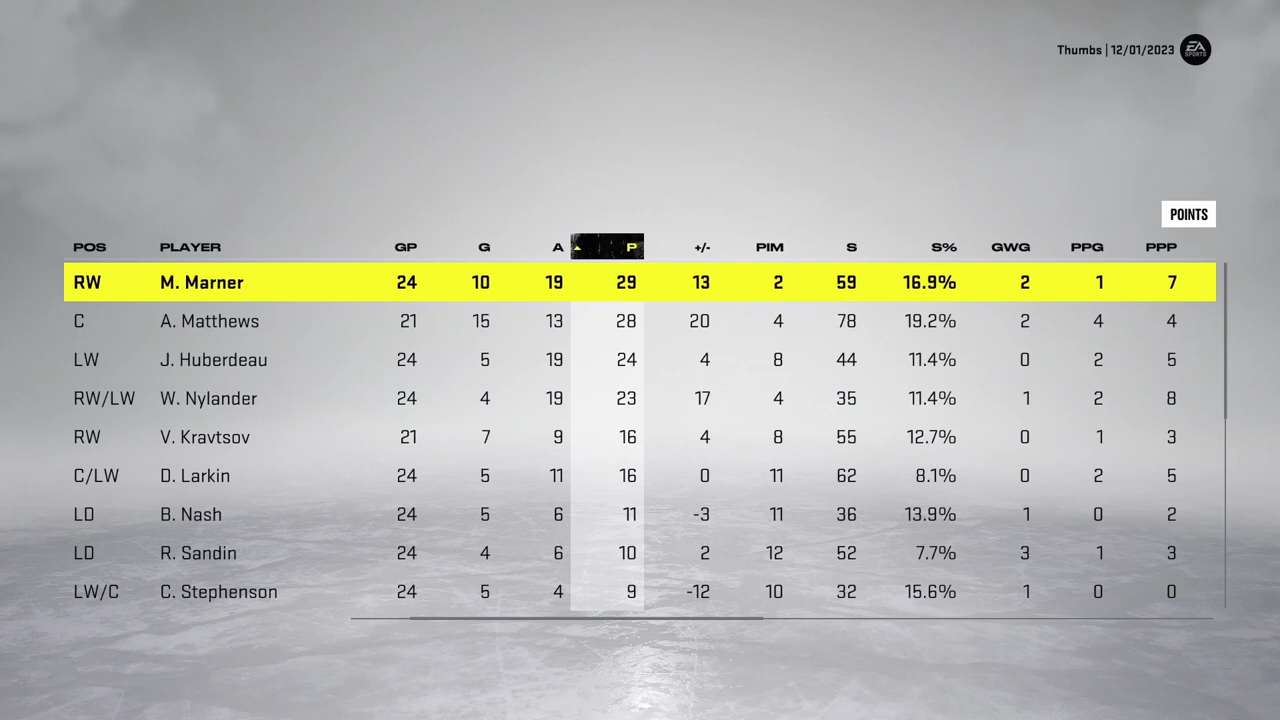 Thumbs | 12/01/2023 EA SPORTS
POINTS
POS PLAYER GP G A P +/- PIM S S% GWG PPG PPP
RW M. Marner 24 10 19 29 13 2 59 16.9% 2 1 7
C A. Matthews 21 15 13 28 20 4 78 19.2% 2 4 4
LW J. Huberdeau 24 5 19 24 4 8 44 11.4% 0 2 5
RW/LW W. Nylander 24 4 19 23 17 4 35 11.4% 1 2 8
RW V. Kravtsov 21 7 9 16 4 8 55 12.7% 0 1 3
C/LW D. Larkin 24 5 11 16 0 11 62 8.1% 0 2 5
LD B. Nash 24 5 6 11 -3 11 36 13.9% 1 0 2
LD R. Sandin 24 4 6 10 2 12 52 7.7% 3 1 3
LW/C C. Stephenson 24 5 4 9 -12 10 32 15.6% 1 0 0